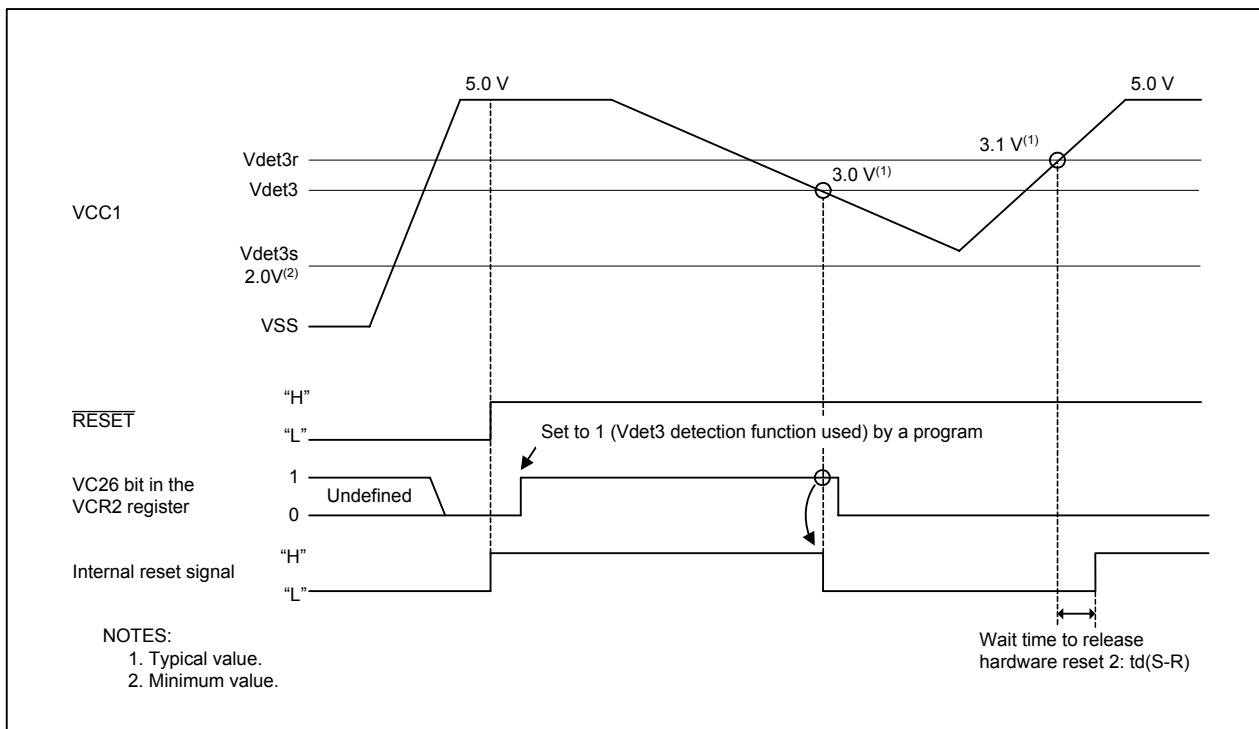 5.0 V
5.0 V
3.1 V(1)
Vdet3r
3.0 V(1)
Vdet3
VCC1
Vdet3s
2.0V(2)
VSS
“H”
RESET
“L”
Set to 1 (Vdet3 detection function used) by a program
VC26 bit in the
VCR2 register
1
Undefined
0
“H”
Internal reset signal
“L”
Wait time to release
hardware reset 2: td(S-R)
NOTES:
1. Typical value.
2. Minimum value.